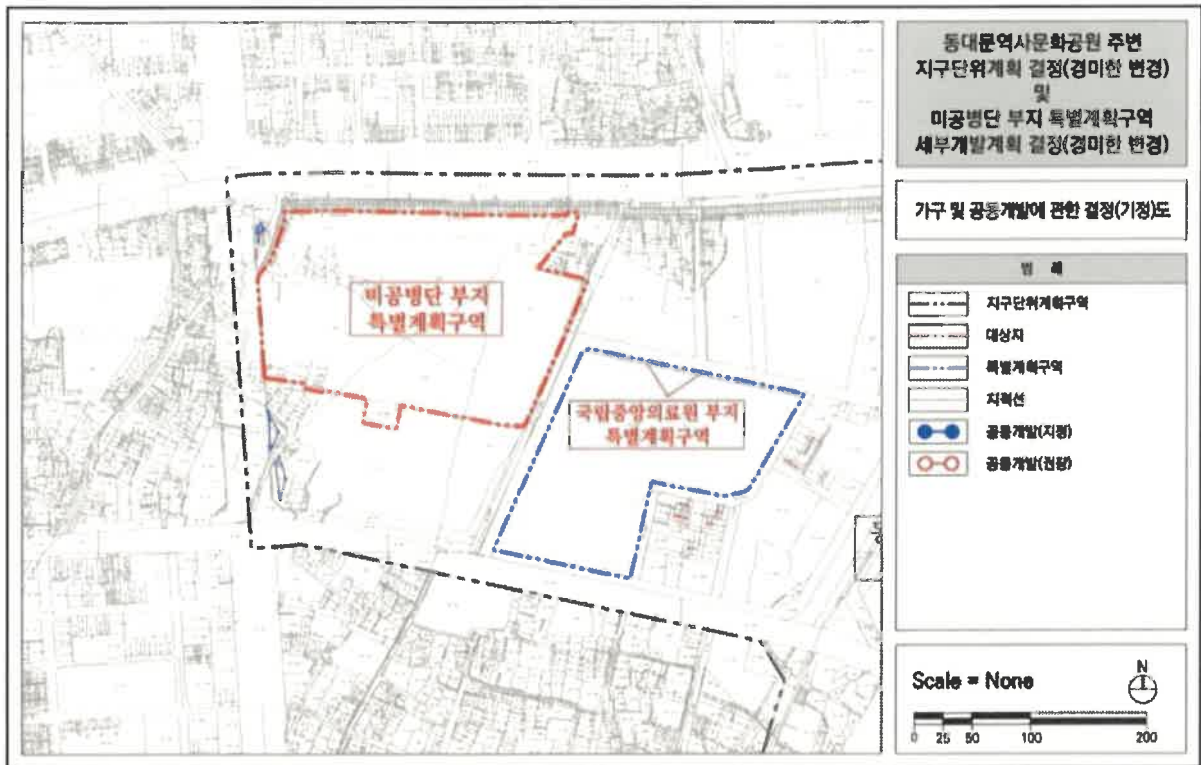 동대문역사문화공원 주변
지구단위계획 결정(경미한 변경)
및
미공병단 부지 특별계획구역
세부개발계획 결정(경미한 변경)
가구 및 공동개발에 관한 결정(기정)도
범 례
지구단위계획구역
대상지
특별계획구역
지적선
공동개발(지정)
공동개발(권장)
미공병단 부지
특별계획구역
국립중앙의료원 부지
특별계획구역
Scale = None
N
0 25 50 100 200